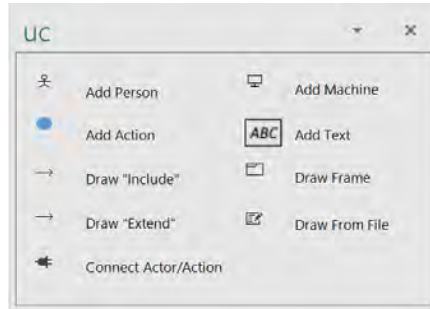 UC
Add Person
Add Machine
Add Action
ABC Add Text
Draw "Include"
Draw Frame
Draw "Extend"
Draw From File
Connect Actor/Action